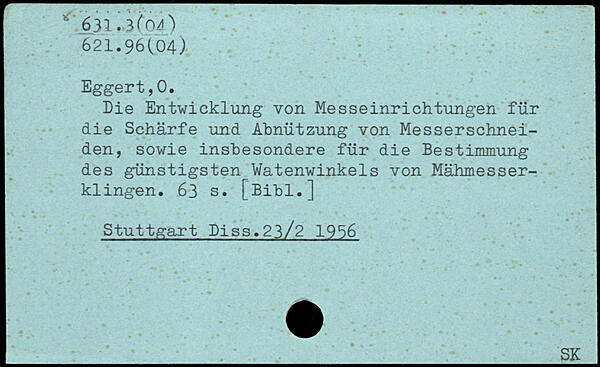 631.3(04)
621.96(04)
Eggert,O.
Die Entwicklung von Messeinrichtungen für
die Schärfe und Abnützung von Messerschnei-
den, sowie insbesondere für die Bestimmung
des günstigsten Watenwinkels von Mähmesser-
klingen. 63 s. [Bibl.]
Stuttgart Diss.23/2 1956
SK